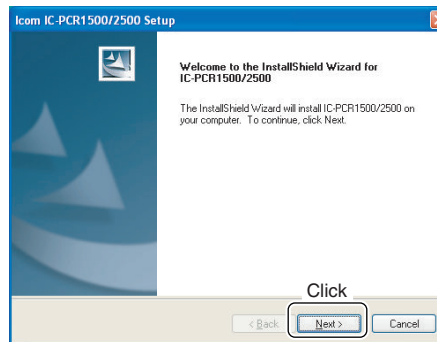 Icom IC-PCR1500/2500 Setup
Welcome to the InstallShield Wizard for
IC-PCR1500/2500
The InstallShield Wizard will install IC-PCR1500/2500 on
your computer. To continue, click Next.
Click
< Back
Next >
Cancel